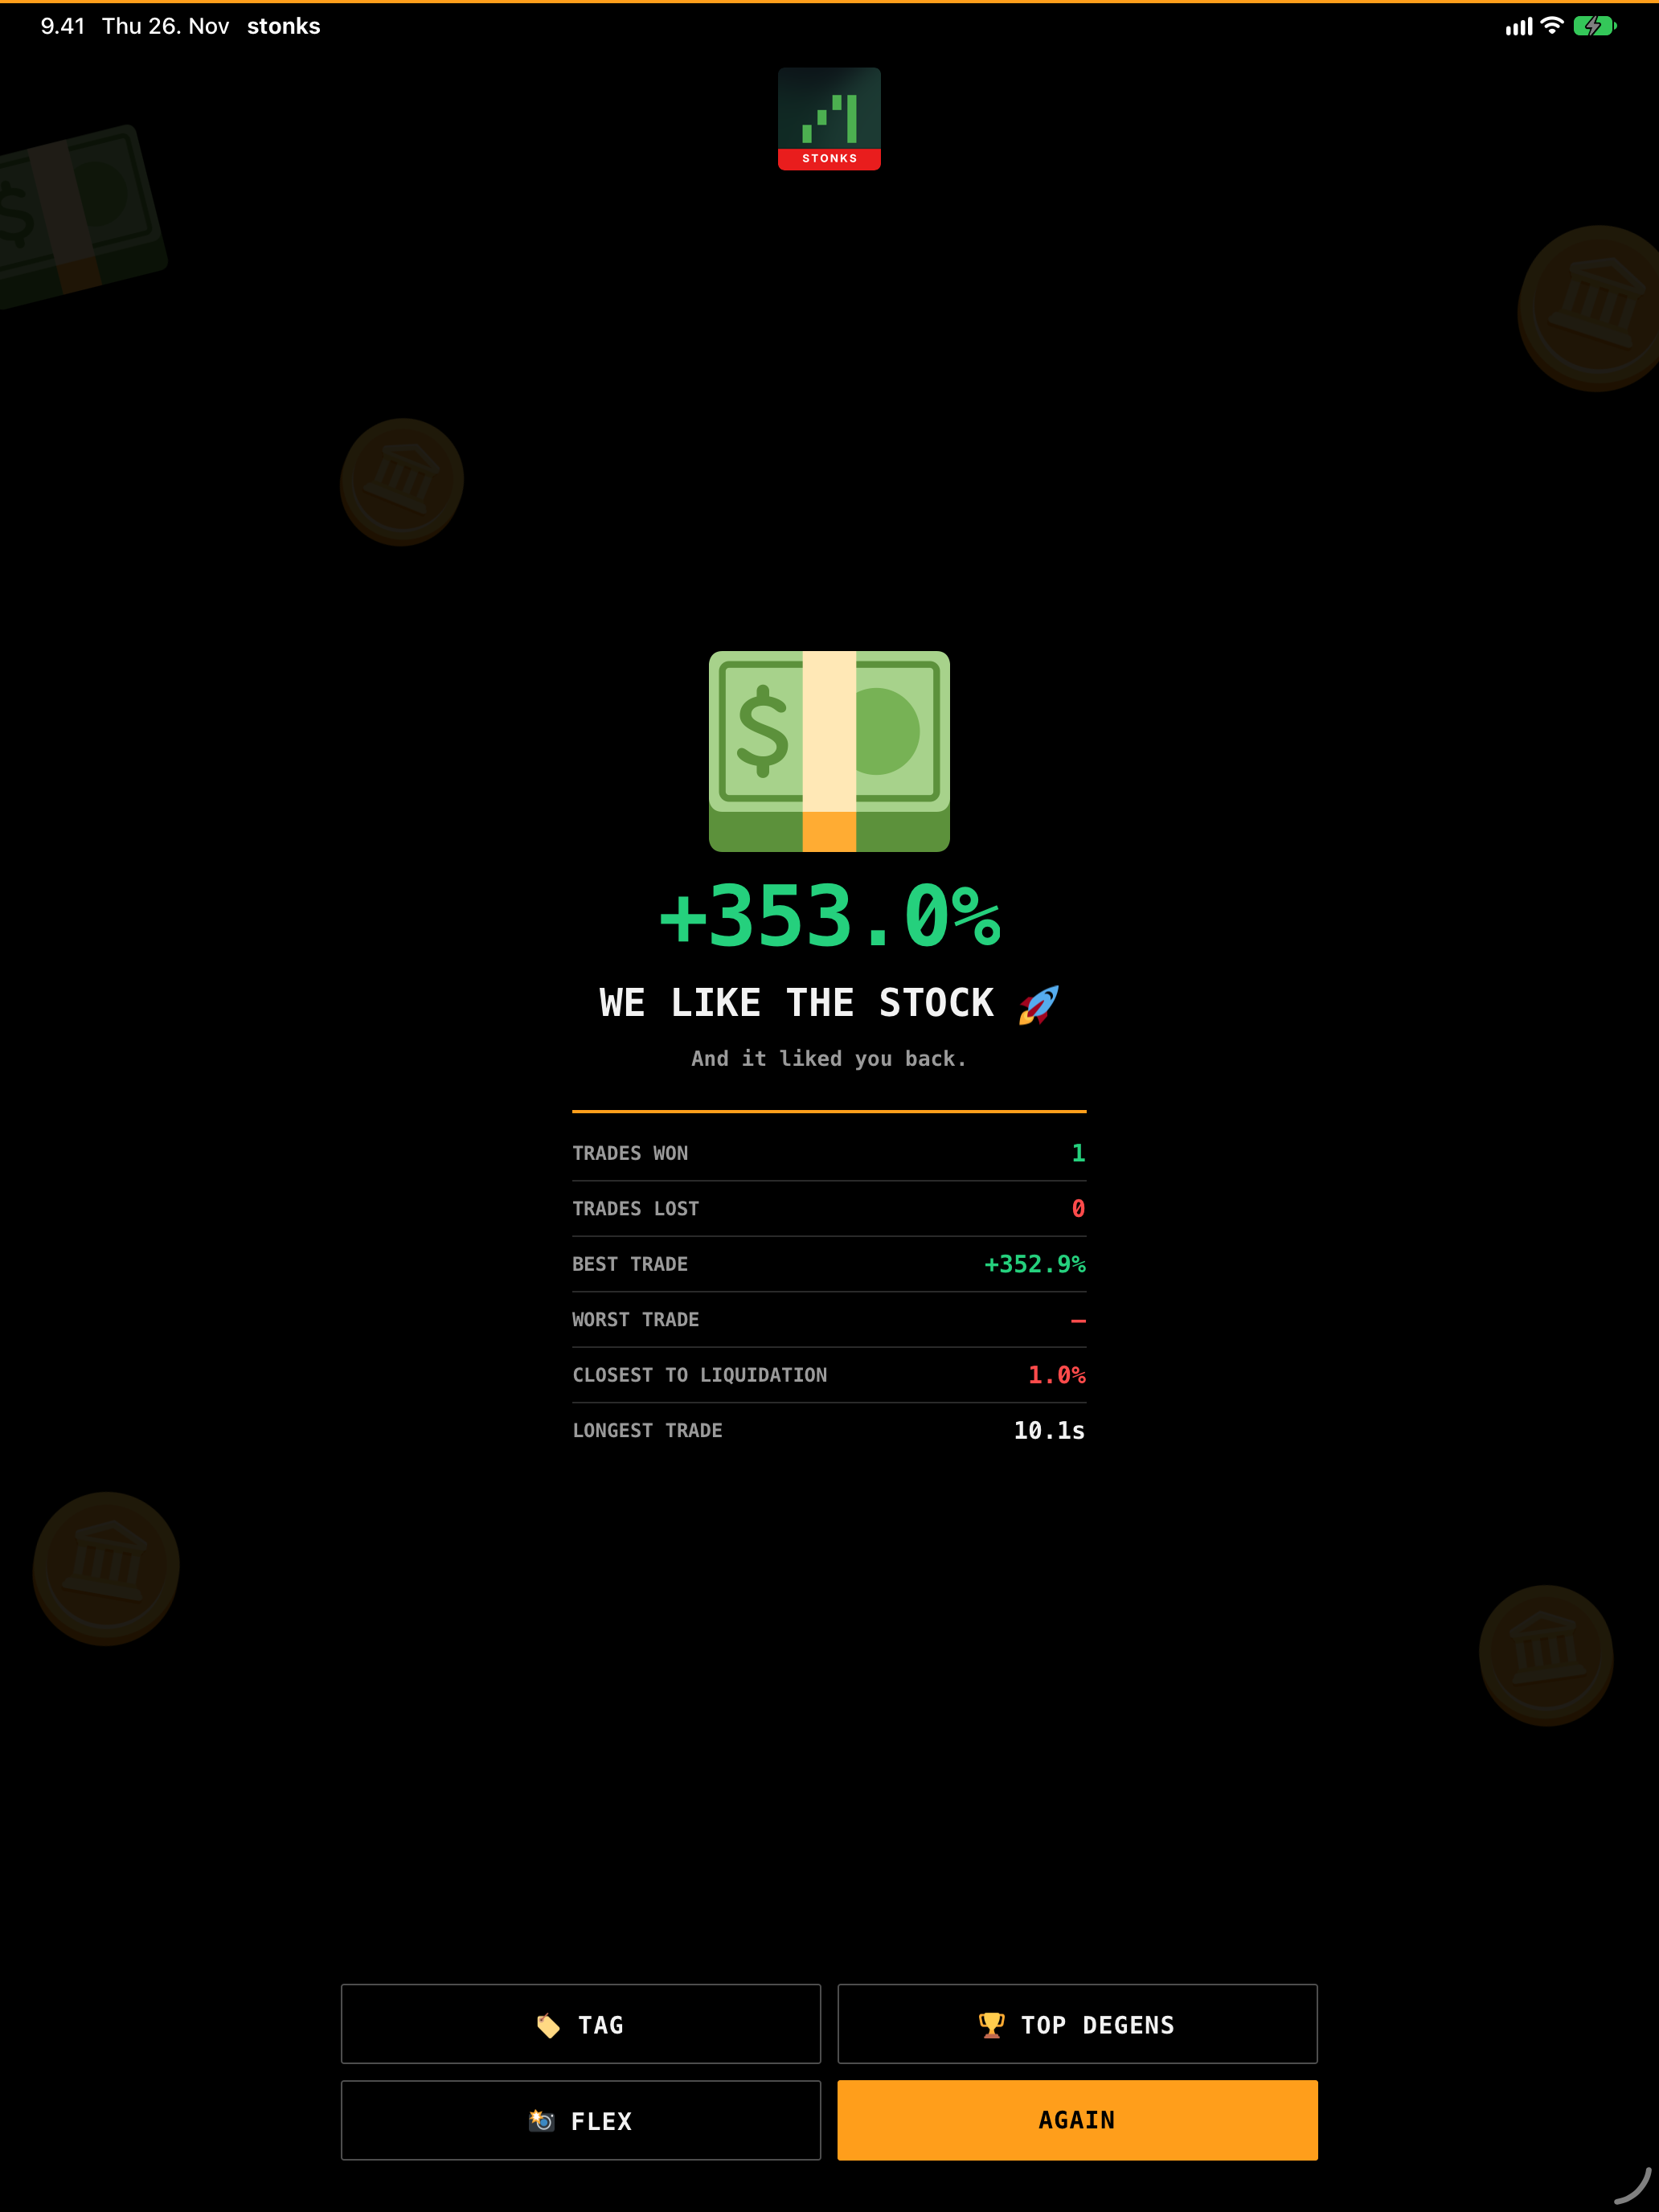 9.41 Thu 26. Nov stonks
STONKS
+353.0%
WE LIKE THE STOCK 🚀
And it liked you back.
TRADES WON 1
TRADES LOST 0
BEST TRADE +352.9%
WORST TRADE —
CLOSEST TO LIQUIDATION 1.0%
LONGEST TRADE 10.1s
🏷️ TAG
🏆 TOP DEGENS
📸 FLEX
AGAIN